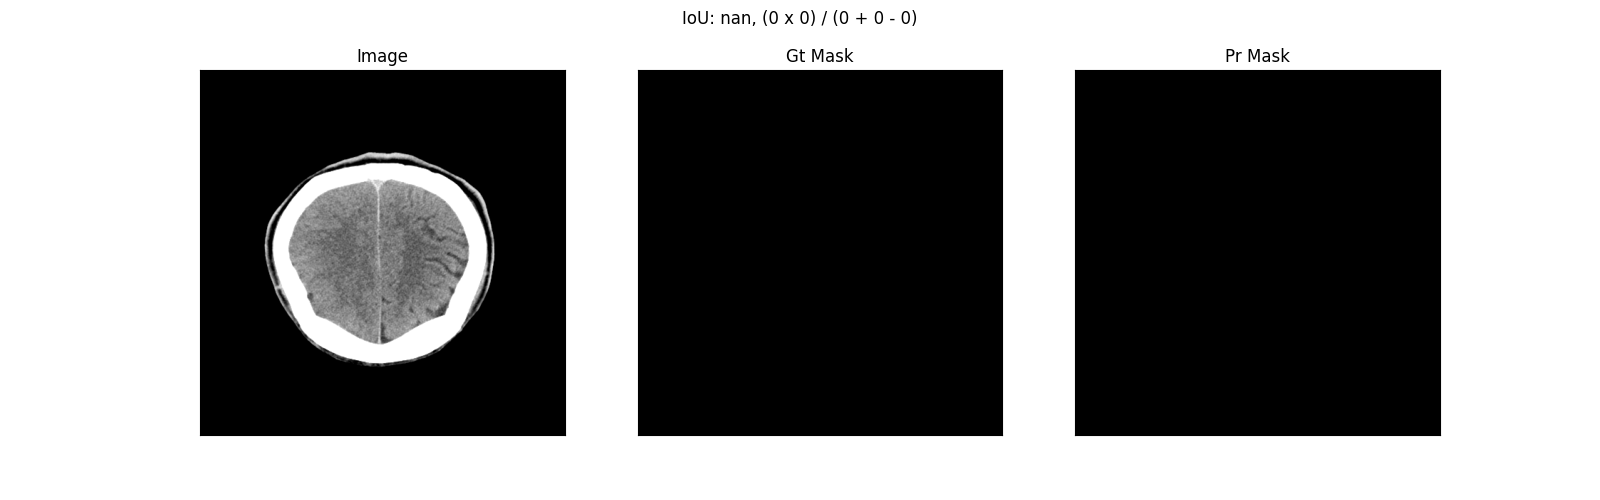 IoU: nan, (0 x 0) / (0 + 0 - 0)
Image
Gt Mask
Pr Mask